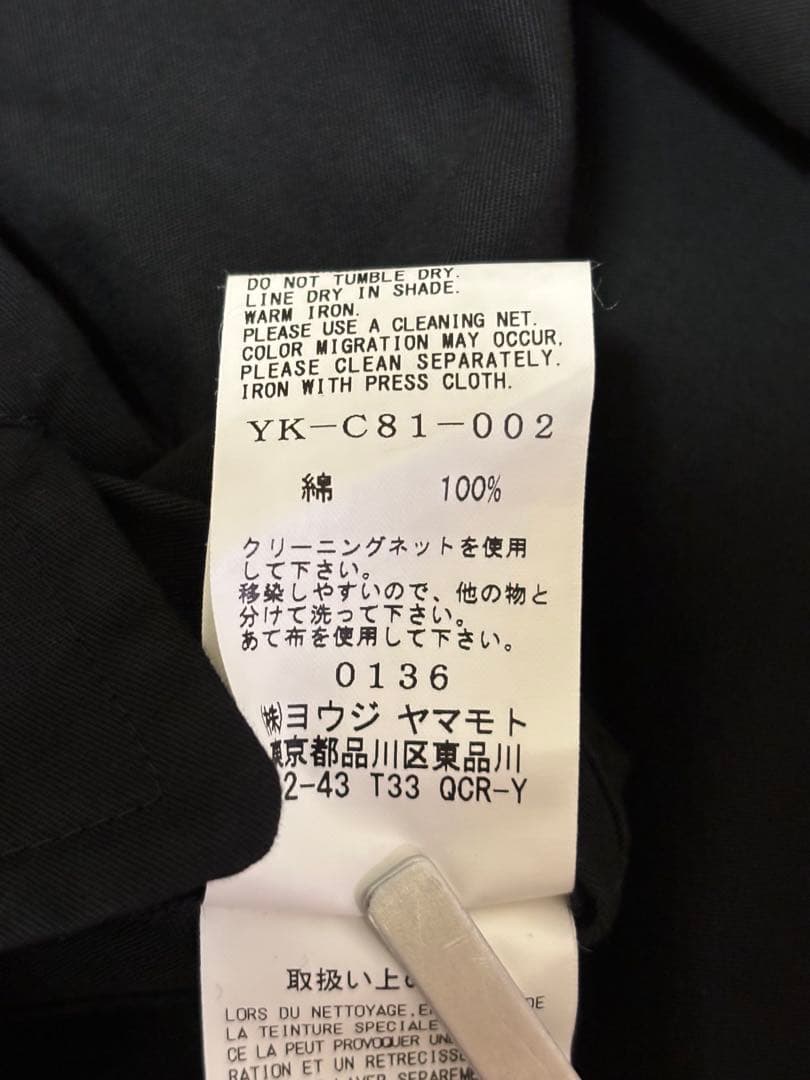 DO NOT TUMBLE DRY.
LINE DRY IN SHADE.
WARM IRON.
PLEASE USE A CLEANING NET.
COLOR MIGRATION MAY OCCUR,
PLEASE CLEAN SEPARATELY.
IRON WITH PRESS CLOTH.
YK-C81-002
綿 100%
クリーニングネットを使用
して下さい。
移染しやすいので、他の物と
分けて洗って下さい。
あて布を使用して下さい。
0136
㈱ヨウジ ヤマモト
東京都品川区東品川
2-43 T33 QCR-Y
取扱い上
LORS DU NETTOYAGE, DE
LA TEINTURE SPECIALE
CE LA PEUT PROVOQUER
RATION ET UN